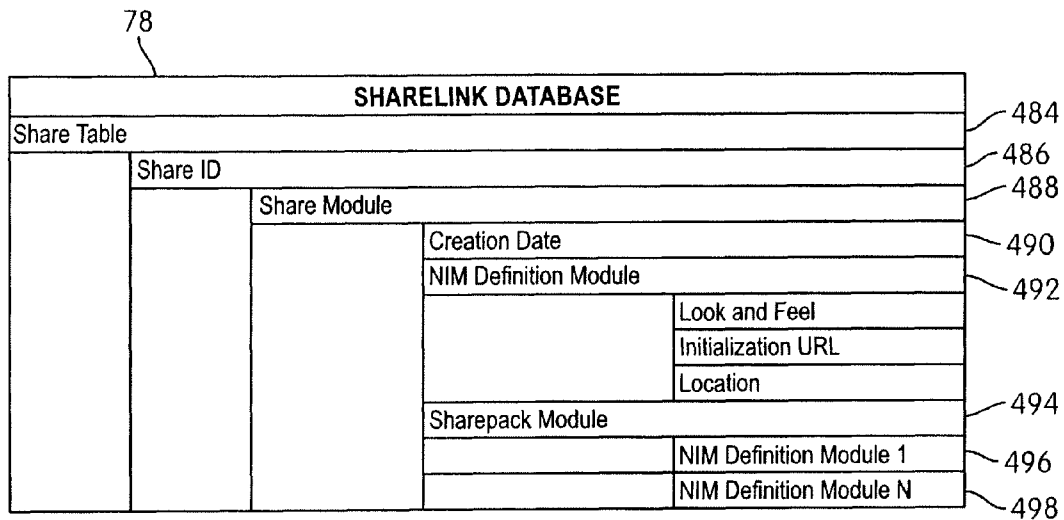 78
SHARELINK DATABASE
Share Table
484
Share ID
486
Share Module
488
Creation Date
490
NIM Definition Module
492
Look and Feel
Initialization URL
Location
Sharepack Module
494
NIM Definition Module 1
496
NIM Definition Module N
498